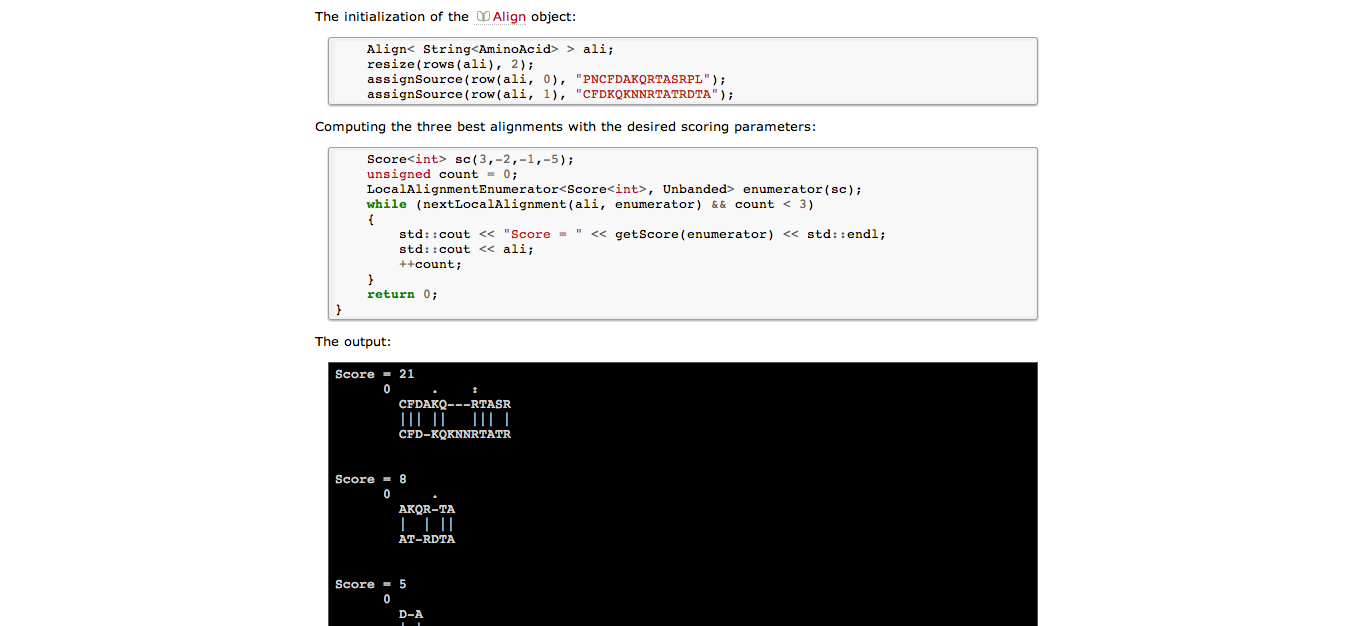 The initialization of the Align object:
Align< String<AminoAcid> > ali;
resize(rows(ali), 2);
assignSource(row(ali, 0), "PNCFDAKQRTASRPL");
assignSource(row(ali, 1), "CFDKQKNNRTATRDTA");
Computing the three best alignments with the desired scoring parameters:
Score<int> sc(3,-2,-1,-5);
unsigned count = 0;
LocalAlignmentEnumerator<Score<int>, Unbanded> enumerator(sc);
while (nextLocalAlignment(ali, enumerator) && count < 3)
{
std::cout << "Score = " << getScore(enumerator) << std::endl;
std::cout << ali;
++count;
}
return 0;
}
The output:
Score = 21
0     .    :
CFDAKQ---RTASR
||| ||   ||| |
CFD-KQKNNRTATR
Score = 8
0     .
AKQR-TA
|  | ||
AT-RDTA
Score = 5
0
D-A
| |